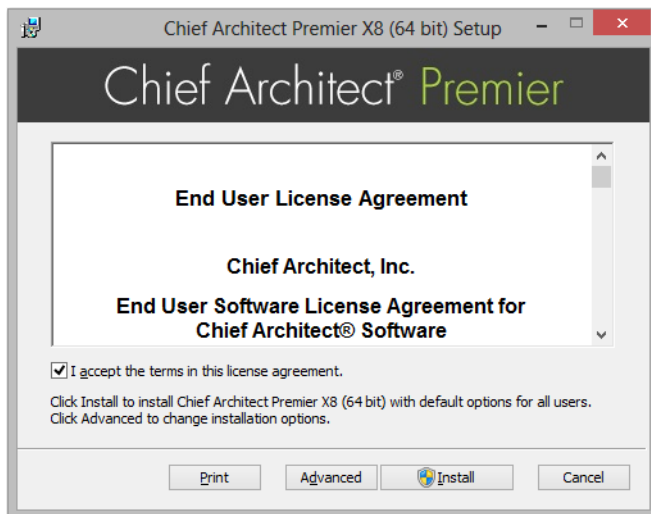 Chief Architect Premier X8 (64 bit) Setup
Chief Architect® Premier
End User License Agreement
Chief Architect, Inc.
End User Software License Agreement for
Chief Architect® Software
I accept the terms in this license agreement.
Click Install to install Chief Architect Premier X8 (64 bit) with default options for all users.
Click Advanced to change installation options.
Print Advanced Install Cancel